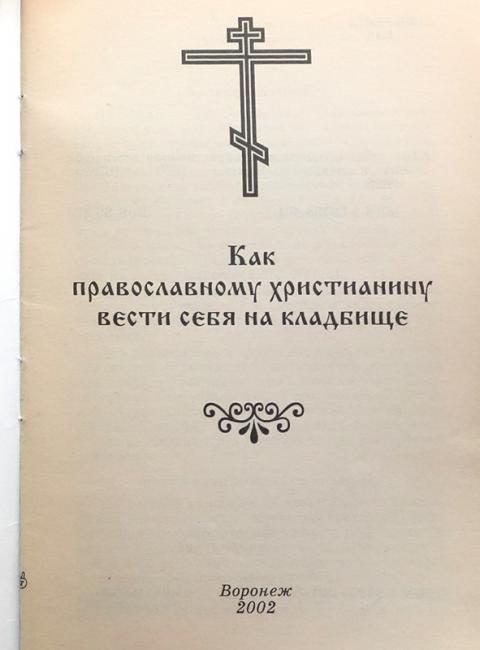 Как
православному христианину
вести себя на кладбище
Воронеж
2002